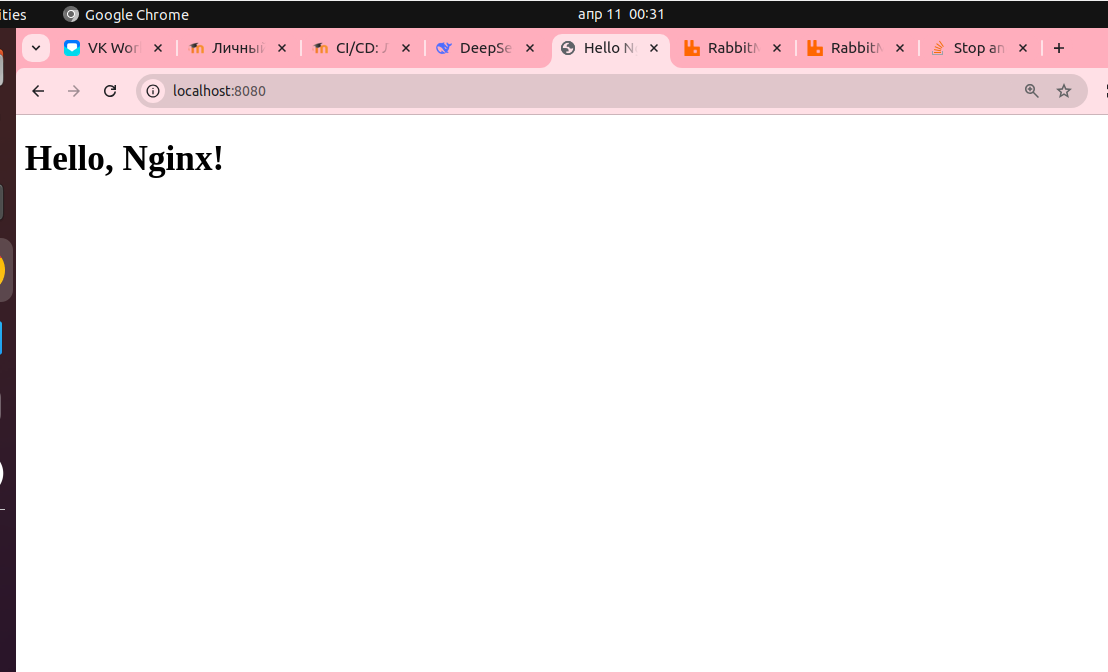 ities Google Chrome апр 11 00:31
VK Wor Личный CI/CD: Л DeepSe Hello N RabbitM RabbitM Stop an
localhost:8080
Hello, Nginx!